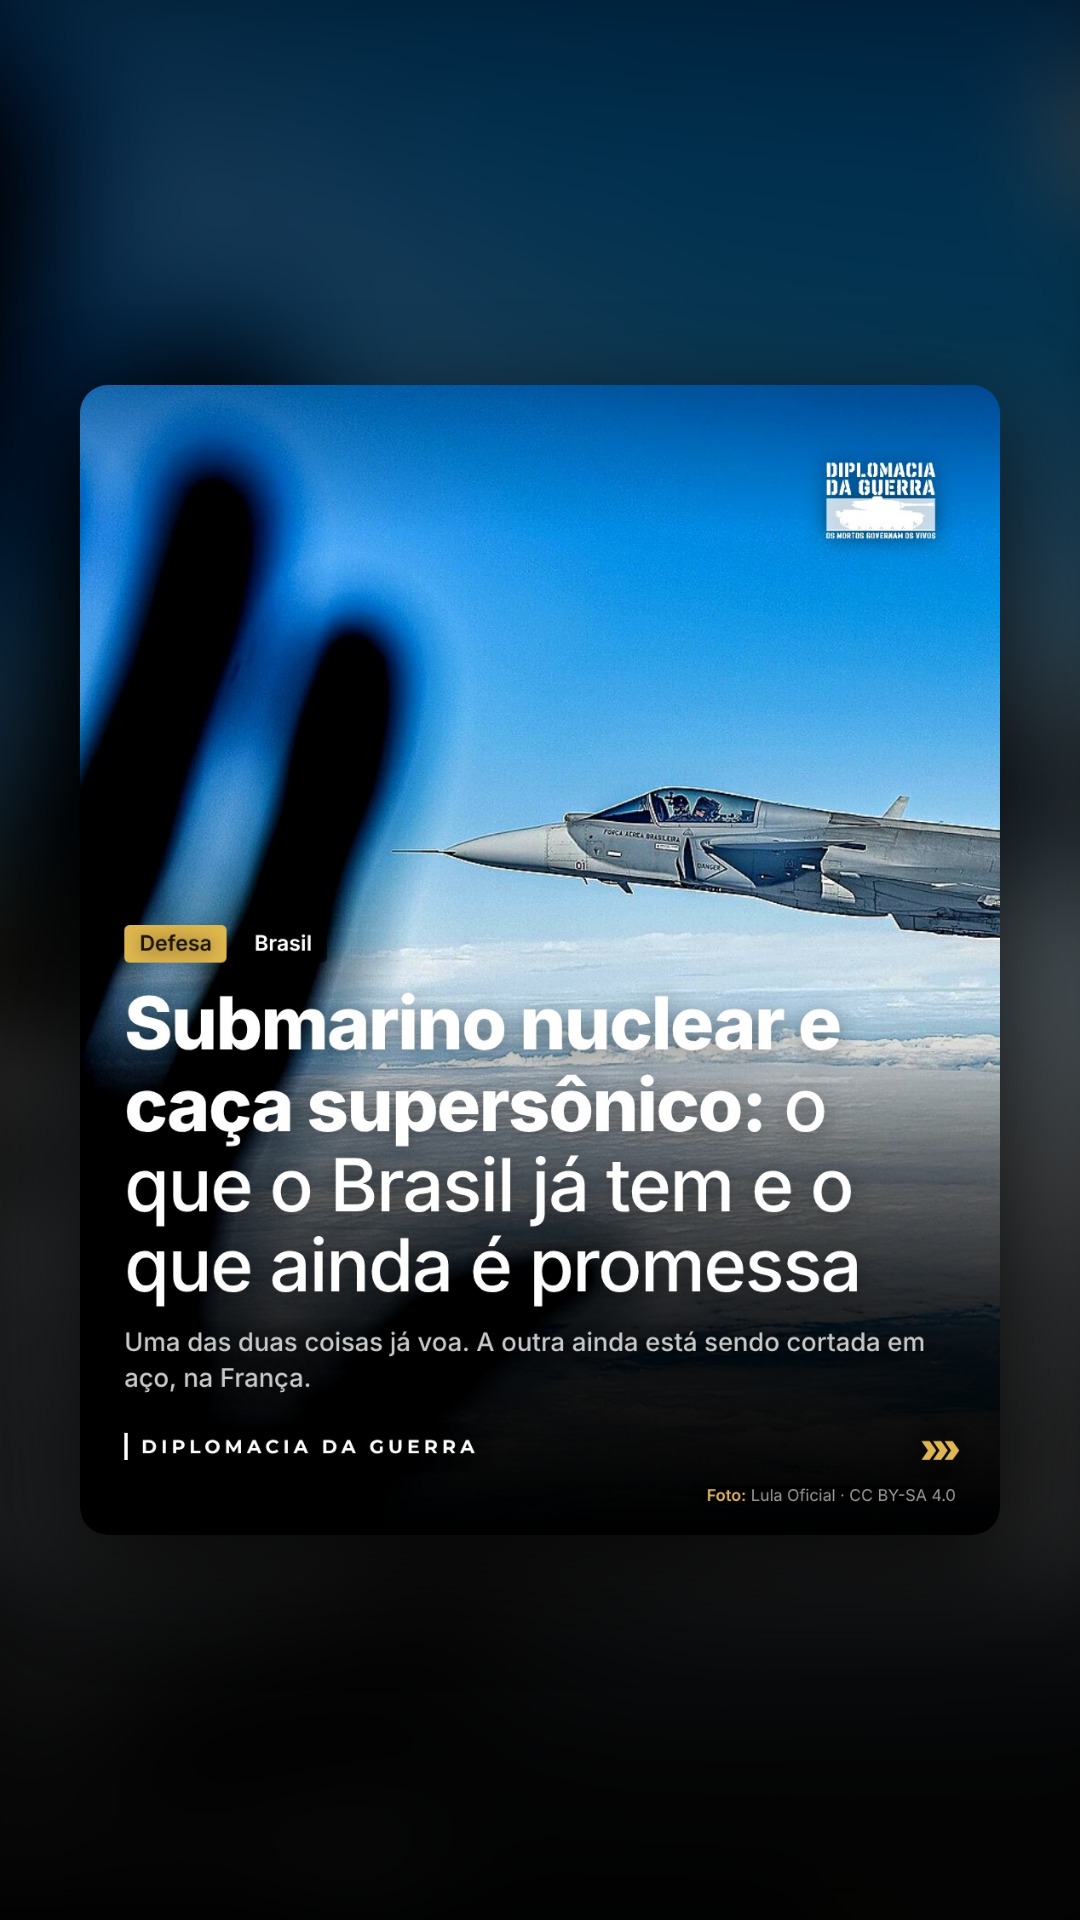 DIPLOMACIA
DA GUERRA
OS MORTOS GOVERNAM OS VIVOS
FORÇA AÉREA BRASILEIRA
01
DANGER
Defesa
Brasil
Submarino nuclear e
caça supersônico: o
que o Brasil já tem e o
que ainda é promessa
Uma das duas coisas já voa. A outra ainda está sendo cortada em
aço, na França.
DIPLOMACIA DA GUERRA
Foto: Lula Oficial · CC BY-SA 4.0